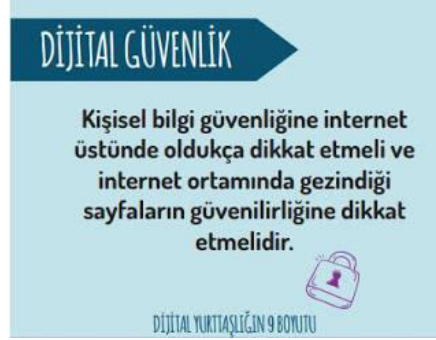 DİJİTAL GÜVENLİK
Kişisel bilgi güvenliğine internet
üstünde oldukça dikkat etmeli ve
internet ortamında gezindiği
sayfaların güvenilirliğine dikkat
etmelidir.
DİJİTAL YURTTAŞLIĞIN 9 BOYUTU